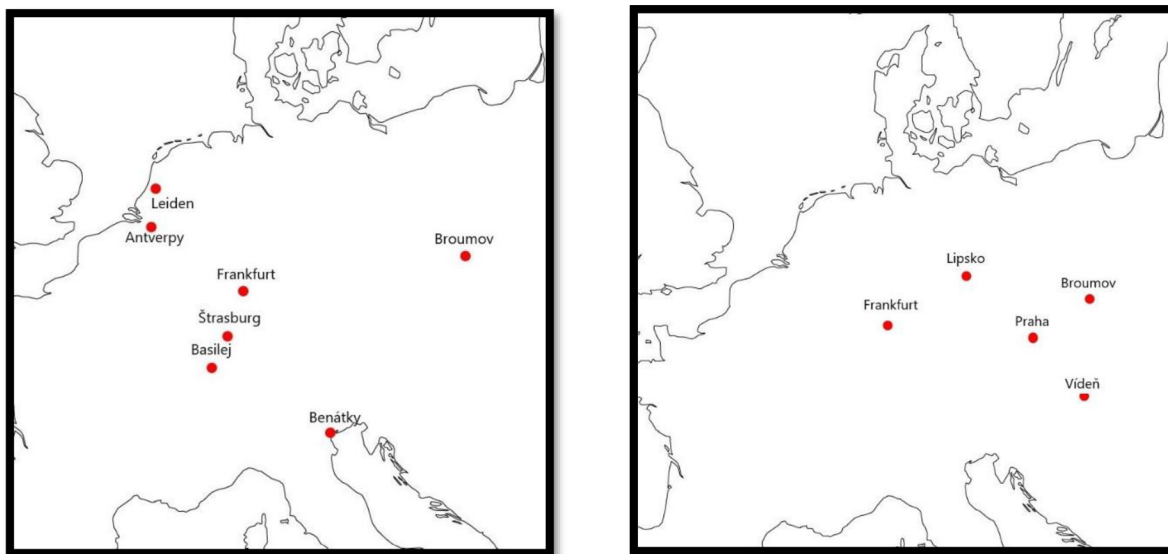 Leiden
Antverpy
Broumov
Frankfurt
Štrasburg
Basilej
Benátky
Lipsko
Broumov
Frankfurt
Praha
Vídeň